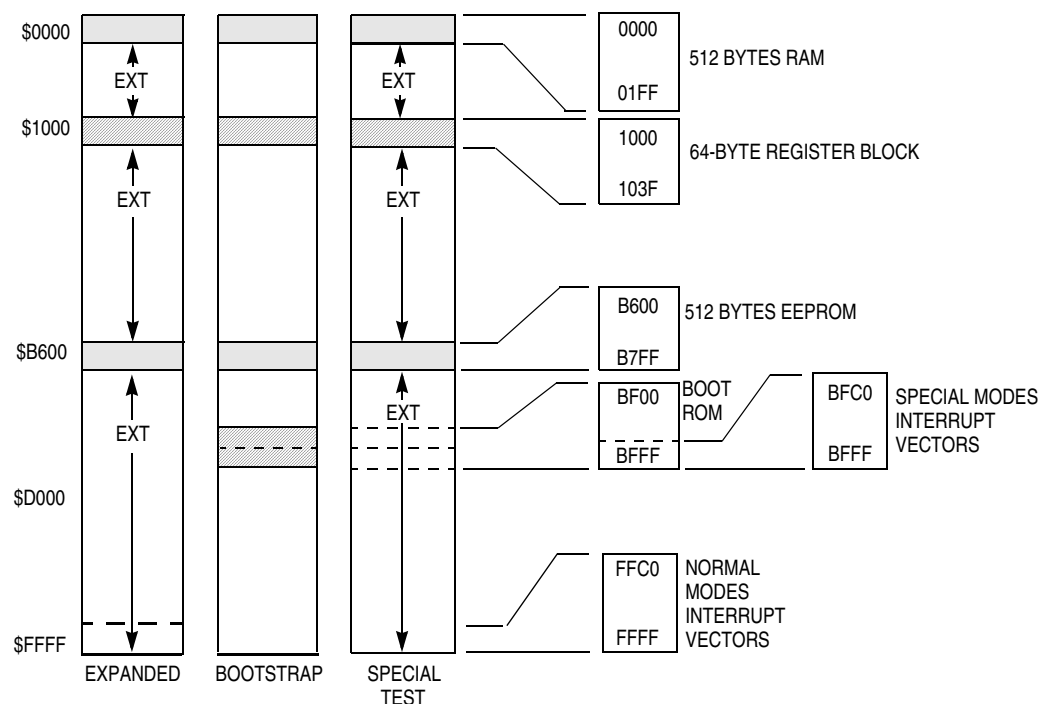 $0000
EXT
EXT
0000
01FF
512 BYTES RAM
$1000
1000
103F
64-BYTE REGISTER BLOCK
EXT
EXT
B600
B7FF
512 BYTES EEPROM
$B600
EXT
EXT
BF00
BFFF
BOOT
ROM
BFC0
BFFF
SPECIAL MODES
INTERRUPT
VECTORS
$D000
FFC0
FFFF
NORMAL
MODES
INTERRUPT
VECTORS
$FFFF
EXPANDED
BOOTSTRAP
SPECIAL
TEST